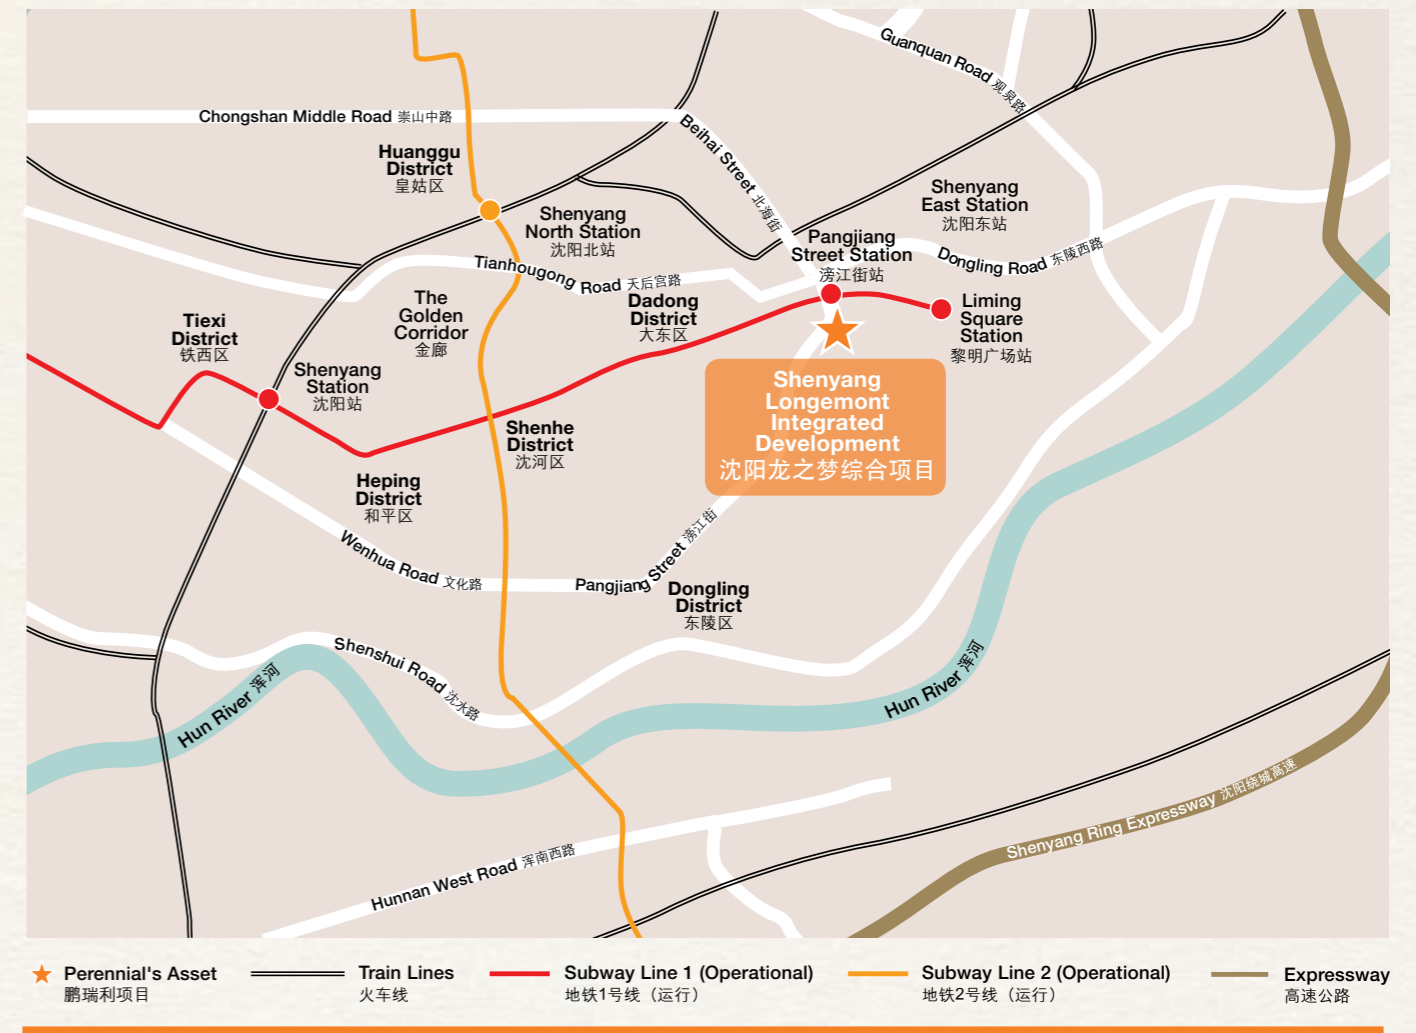 Guanquan Road 观泉路
Chongshan Middle Road 崇山中路
Beihai Street 北海街
Huanggu
District
皇姑区
Shenyang
North Station
沈阳北站
Shenyang
East Station
沈阳东站
Pangjiang
Street Station
滂江街站
Dongling Road 东陵西路
Tianhougong Road 天后宫路
The
Golden
Corridor
金廊
Dadong
District
大东区
Liming
Square
Station
黎明广场站
Tiexi
District
铁西区
Shenyang
Station
沈阳站
Shenyang
Longemont
Integrated
Development
沈阳龙之梦综合项目
Shenhe
District
沈河区
Heping
District
和平区
Wenhua Road 文化路
Pangjiang Street 滂江街
Dongling
District
东陵区
Shenshui Road 沈水路
Hun River 浑河
Hun River 浑河
Shenyang Ring Expressway 沈阳绕城高速
Hunnan West Road 浑南西路
Perennial's Asset
鹏瑞利项目
Train Lines
火车线
Subway Line 1 (Operational)
地铁1号线（运行）
Subway Line 2 (Operational)
地铁2号线（运行）
Expressway
高速公路